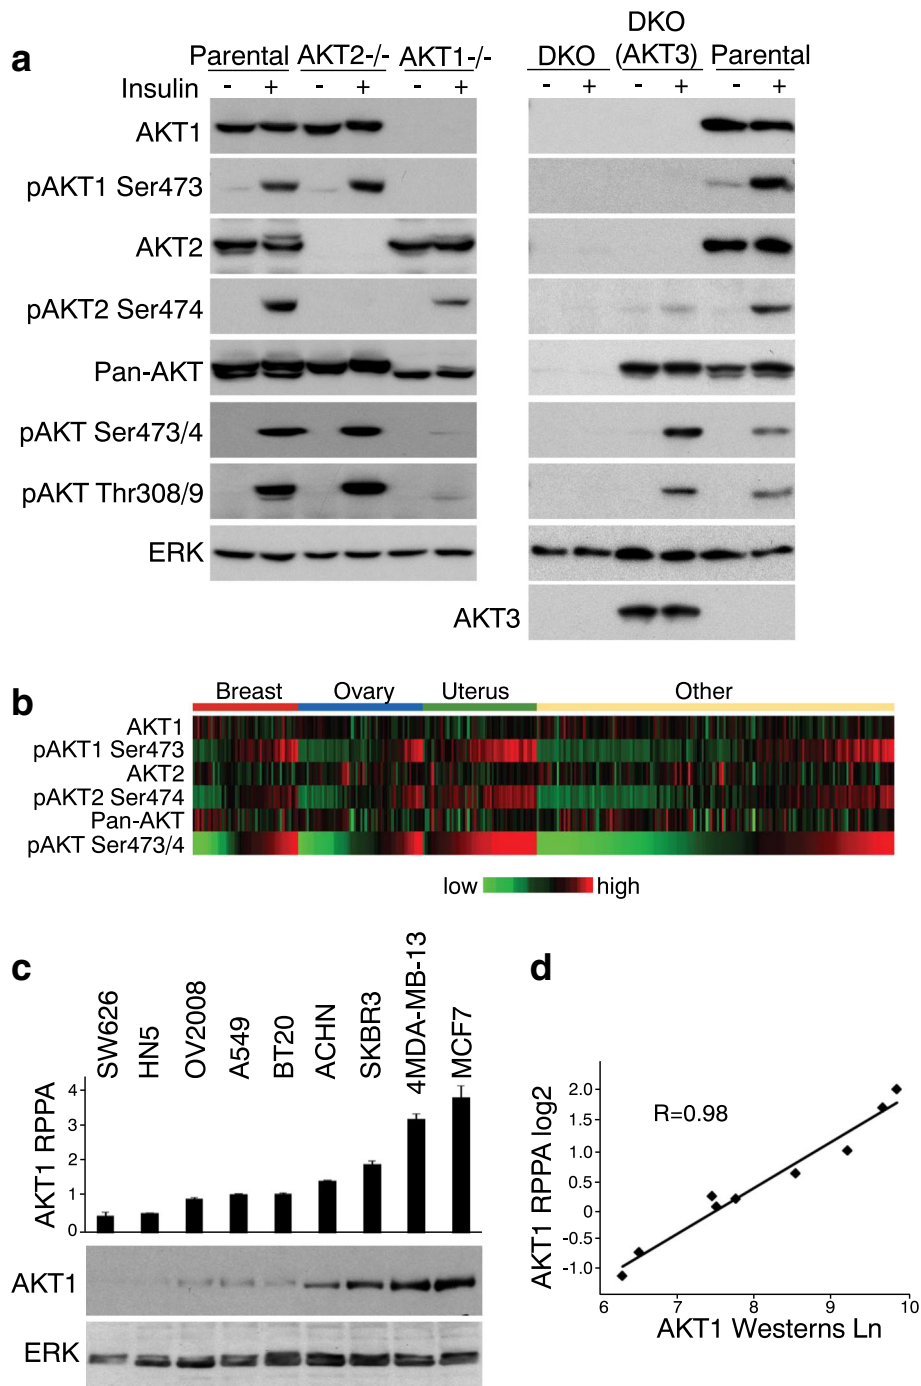 a
Parental AKT2-/- AKT1-/-
DKO DKO (AKT3) Parental
Insulin - + - + - + - + - + - +
AKT1
pAKT1 Ser473
AKT2
pAKT2 Ser474
Pan-AKT
pAKT Ser473/4
pAKT Thr308/9
ERK
AKT3
b
Breast Ovary Uterus Other
AKT1
pAKT1 Ser473
AKT2
pAKT2 Ser474
Pan-AKT
pAKT Ser473/4
low high
c
SW626 HN5 OV2008 A549 BT20 ACHN SKBR3 4MDA-MB-13 MCF7
AKT1 RPPA
4
3
2
1
0
AKT1
ERK
d
AKT1 RPPA log2
2.0
1.5
1.0
0.5
0
-0.5
-1.0
R=0.98
6 7 8 9 10
AKT1 Westerns Ln